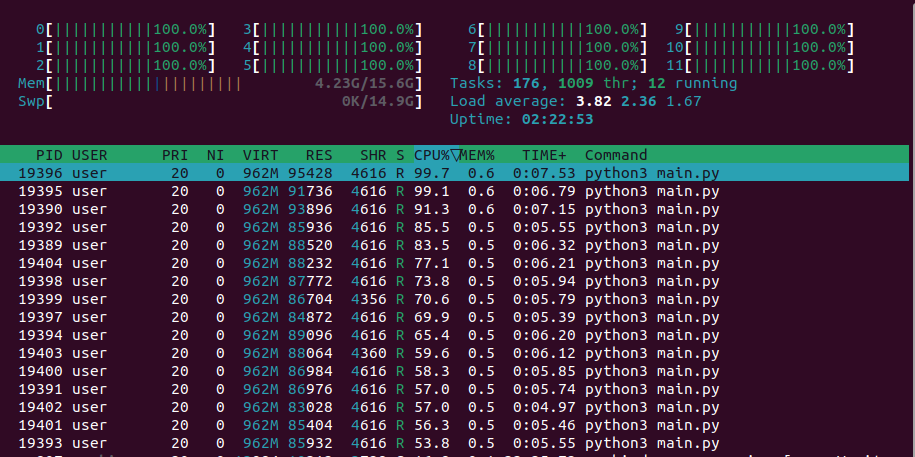 0[|||||||||||100.0%] 3[|||||||||||100.0%] 6[|||||||||||100.0%] 9[|||||||||||100.0%]
1[|||||||||||100.0%] 4[|||||||||||100.0%] 7[|||||||||||100.0%] 10[|||||||||||100.0%]
2[|||||||||||100.0%] 5[|||||||||||100.0%] 8[|||||||||||100.0%] 11[|||||||||||100.0%]
Mem[||||||||||||||||||||| 4.23G/15.6G] Tasks: 176, 1009 thr; 12 running
Swp[ 0K/14.9G] Load average: 3.82 2.36 1.67
Uptime: 02:22:53
PID USER PRI NI VIRT RES SHR S CPU%▽MEM% TIME+ Command
19396 user 20 0 962M 95428 4616 R 99.7 0.6 0:07.53 python3 main.py
19395 user 20 0 962M 91736 4616 R 99.1 0.6 0:06.79 python3 main.py
19390 user 20 0 962M 93896 4616 R 91.3 0.6 0:07.15 python3 main.py
19392 user 20 0 962M 85936 4616 R 85.5 0.5 0:05.55 python3 main.py
19389 user 20 0 962M 88520 4616 R 83.5 0.5 0:06.32 python3 main.py
19404 user 20 0 962M 88232 4616 R 77.1 0.5 0:06.21 python3 main.py
19398 user 20 0 962M 87772 4616 R 73.8 0.5 0:05.94 python3 main.py
19399 user 20 0 962M 86704 4356 R 70.6 0.5 0:05.79 python3 main.py
19397 user 20 0 962M 84872 4616 R 69.9 0.5 0:05.39 python3 main.py
19394 user 20 0 962M 89096 4616 R 65.4 0.5 0:06.20 python3 main.py
19403 user 20 0 962M 88064 4360 R 59.6 0.5 0:06.12 python3 main.py
19400 user 20 0 962M 86984 4616 R 58.3 0.5 0:05.85 python3 main.py
19391 user 20 0 962M 86976 4616 R 57.0 0.5 0:05.74 python3 main.py
19402 user 20 0 962M 83028 4616 R 57.0 0.5 0:04.97 python3 main.py
19401 user 20 0 962M 85404 4616 R 56.3 0.5 0:05.46 python3 main.py
19393 user 20 0 962M 85932 4616 R 53.8 0.5 0:05.55 python3 main.py